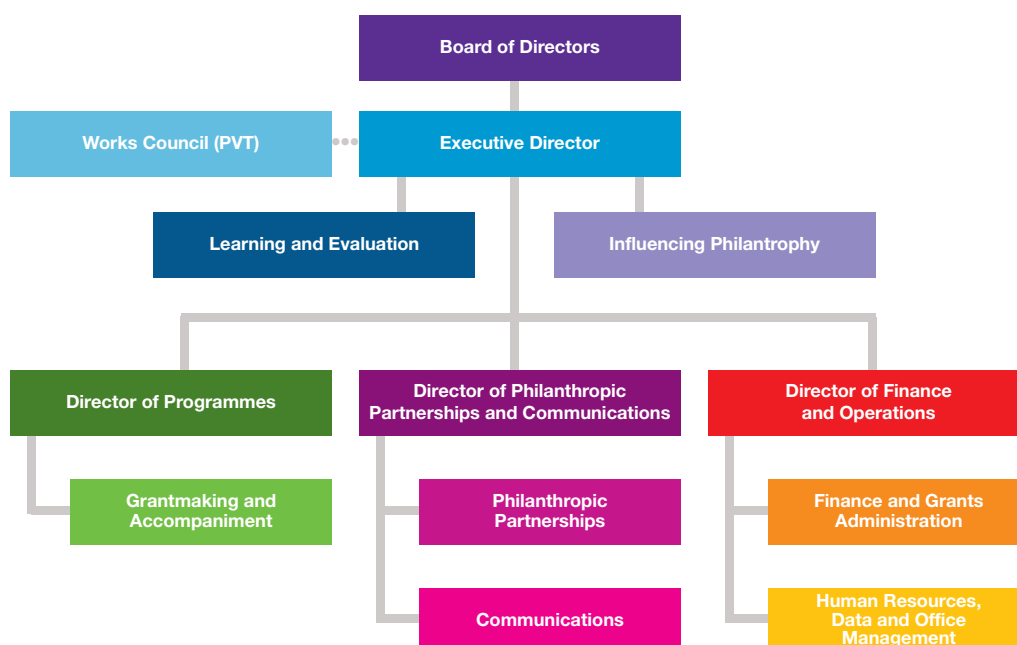 Board of Directors
Works Council (PVT)
Executive Director
Learning and Evaluation
Influencing Philantrophy
Director of Programmes
Director of Philanthropic
Partnerships and Communications
Director of Finance
and Operations
Grantmaking and
Accompaniment
Philanthropic
Partnerships
Finance and Grants
Administration
Communications
Human Resources,
Data and Office
Management